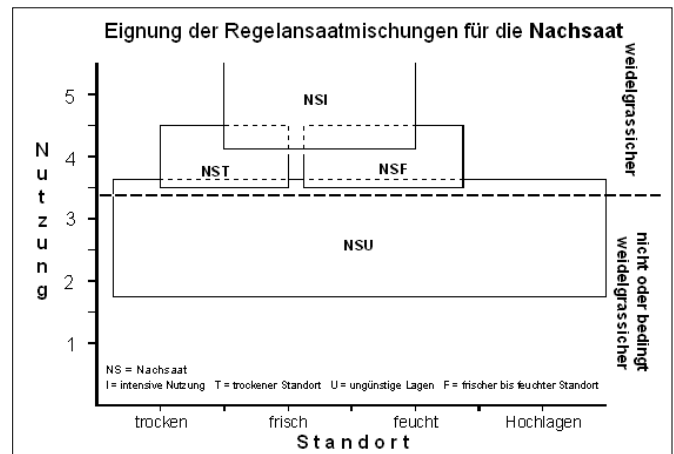 Eignung der Regelansaatmischungen für die Nachsaat
Nutzung
5
4
3
2
1
NSI
NST
NSF
NSU
weidelgrassicher
nicht oder bedingt
weidelgrassicher
NS = Nachsaat
I = intensive Nutzung T = trockener Standort U = ungünstige Lagen F = frischer bis feuchter Standort
trocken frisch feucht Hochlagen
Standort